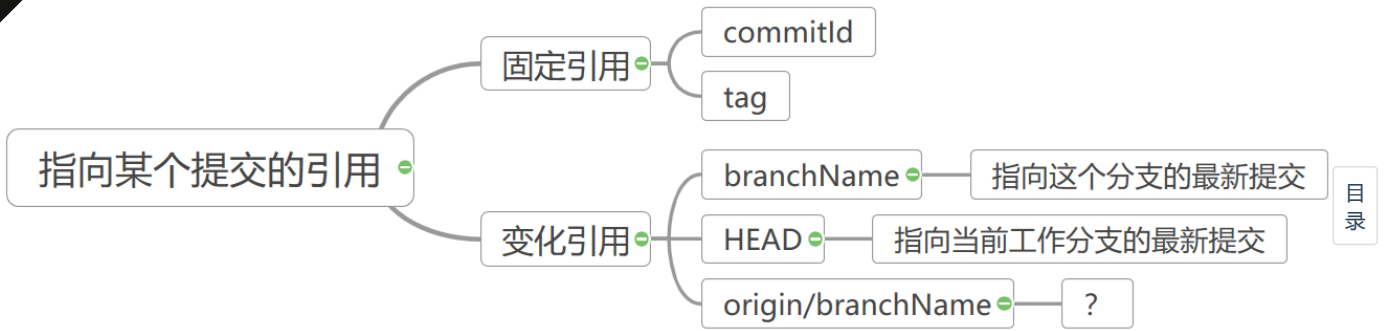 指向某个提交的引用
固定引用
commitId
tag
变化引用
branchName
指向这个分支的最新提交
HEAD
指向当前工作分支的最新提交
origin/branchName
？
目
录